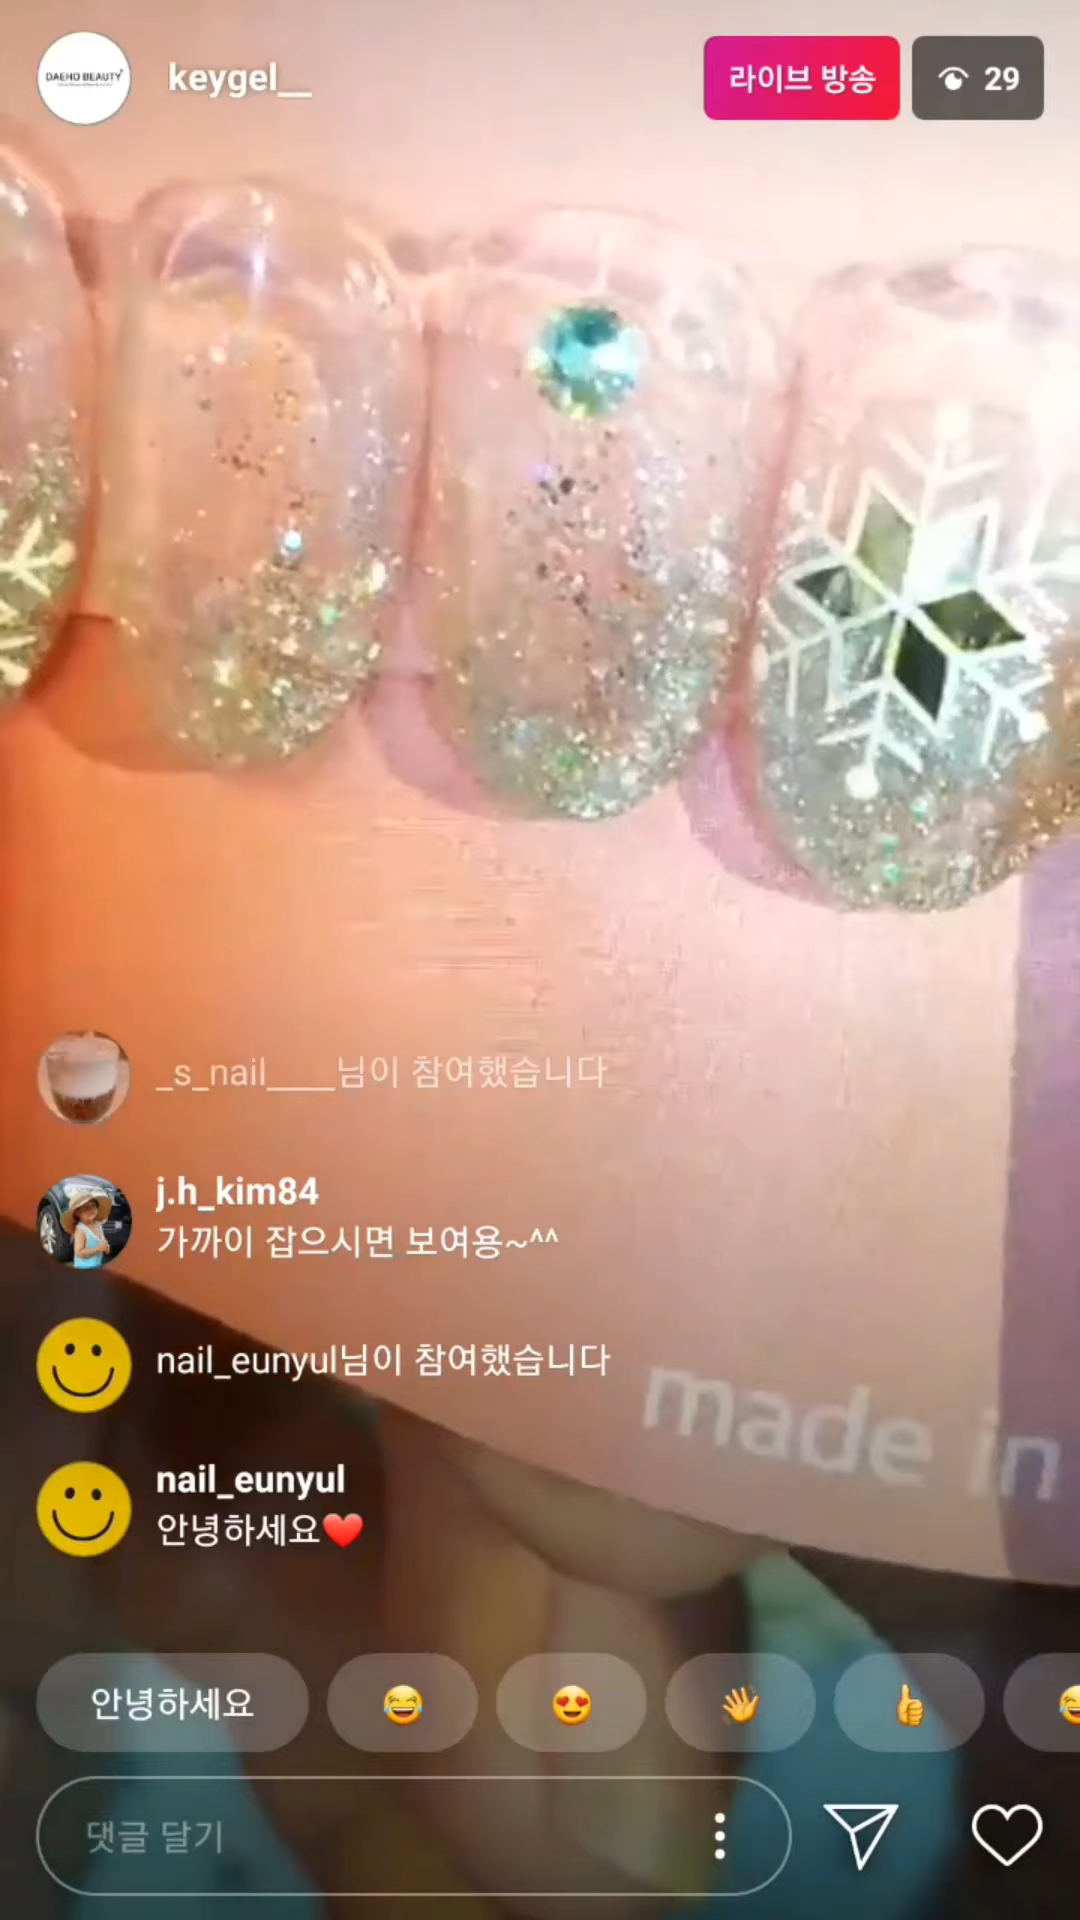 DAEHO BEAUTY
keygel__
라이브 방송
29
_s_nail____님이 참여했습니다
j.h_kim84
가까이 잡으시면 보여용~^^
nail_eunyul님이 참여했습니다
made in
nail_eunyul
안녕하세요❤️
안녕하세요
😂 😍 👋 👍 😂
댓글 달기